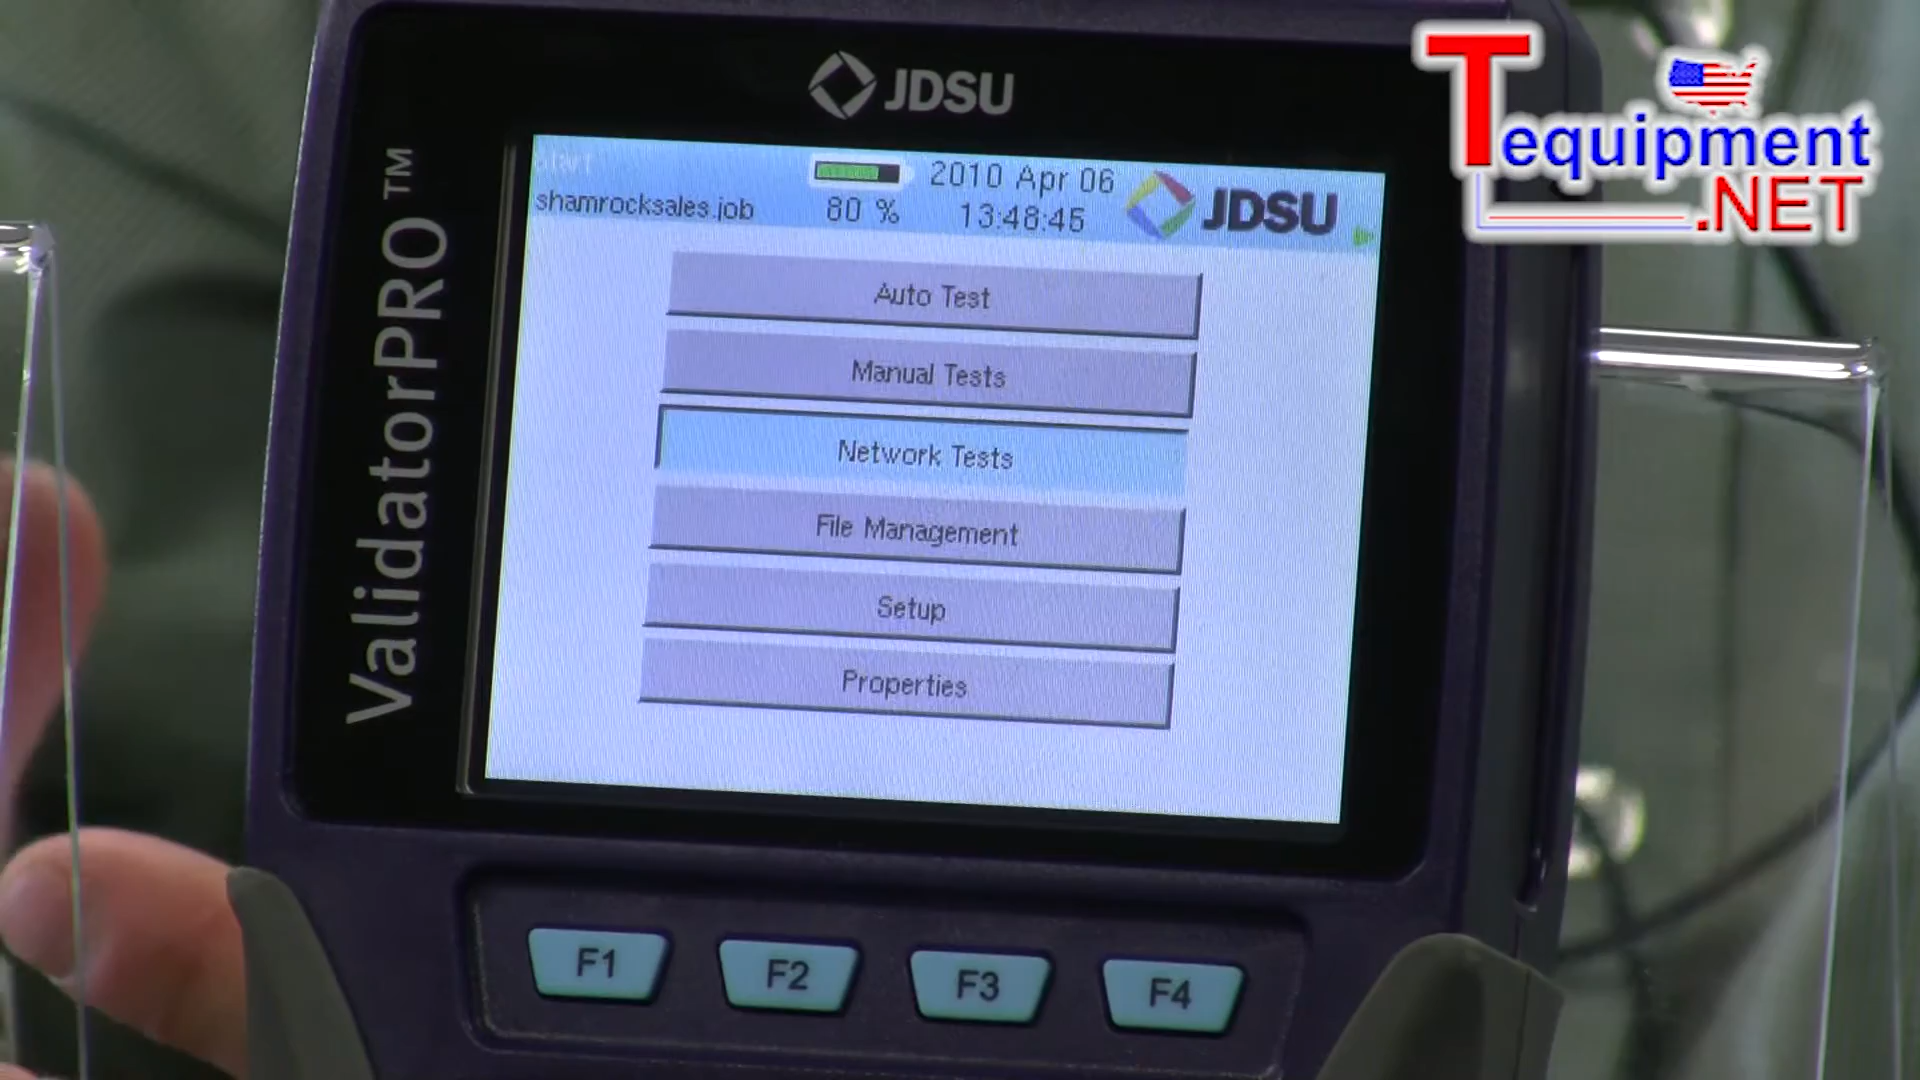 JDSU
Tequipment
.NET
ValidatorPRO™
Start
shamrocksales.job
80 %
2010 Apr 06
13:48:45
JDSU
Auto Test
Manual Tests
Network Tests
File Management
Setup
Properties
F1
F2
F3
F4